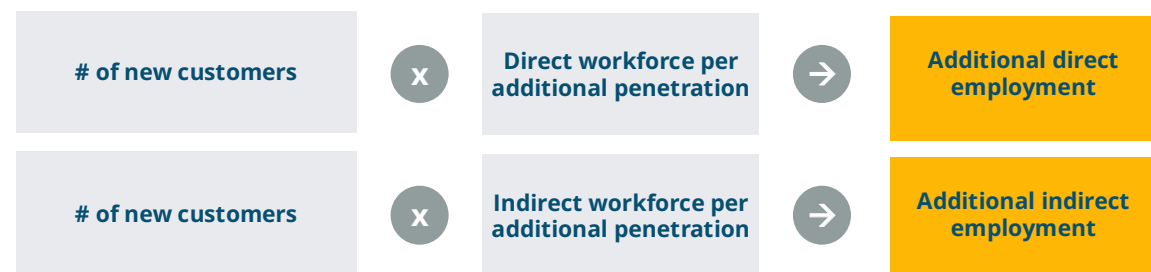 # of new customers
x
Direct workforce per
additional penetration
→
Additional direct
employment
# of new customers
x
Indirect workforce per
additional penetration
→
Additional indirect
employment